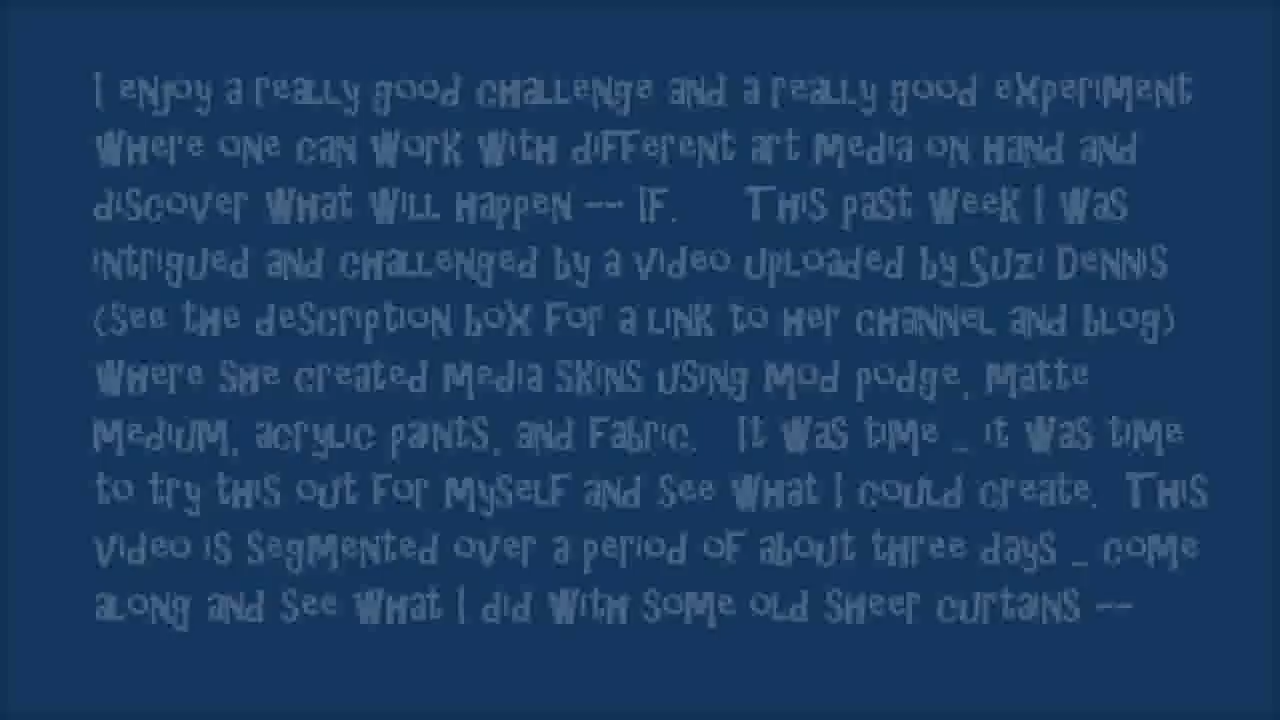 I enjoy a really good challenge and a really good experiment
where one can work with different art media on hand and
discover what will happen -- IF. This past week I was
intrigued and challenged by a video uploaded by Suzi Dennis
(see the description box for a link to her channel and blog)
where she created media skins using mod podge, matte
medium, acrylic paints, and fabric. It was time _ it was time
to try this out for myself and see what I could create. This
video is segmented over a period of about three days _ come
along and see what I did with some old sheer curtains --